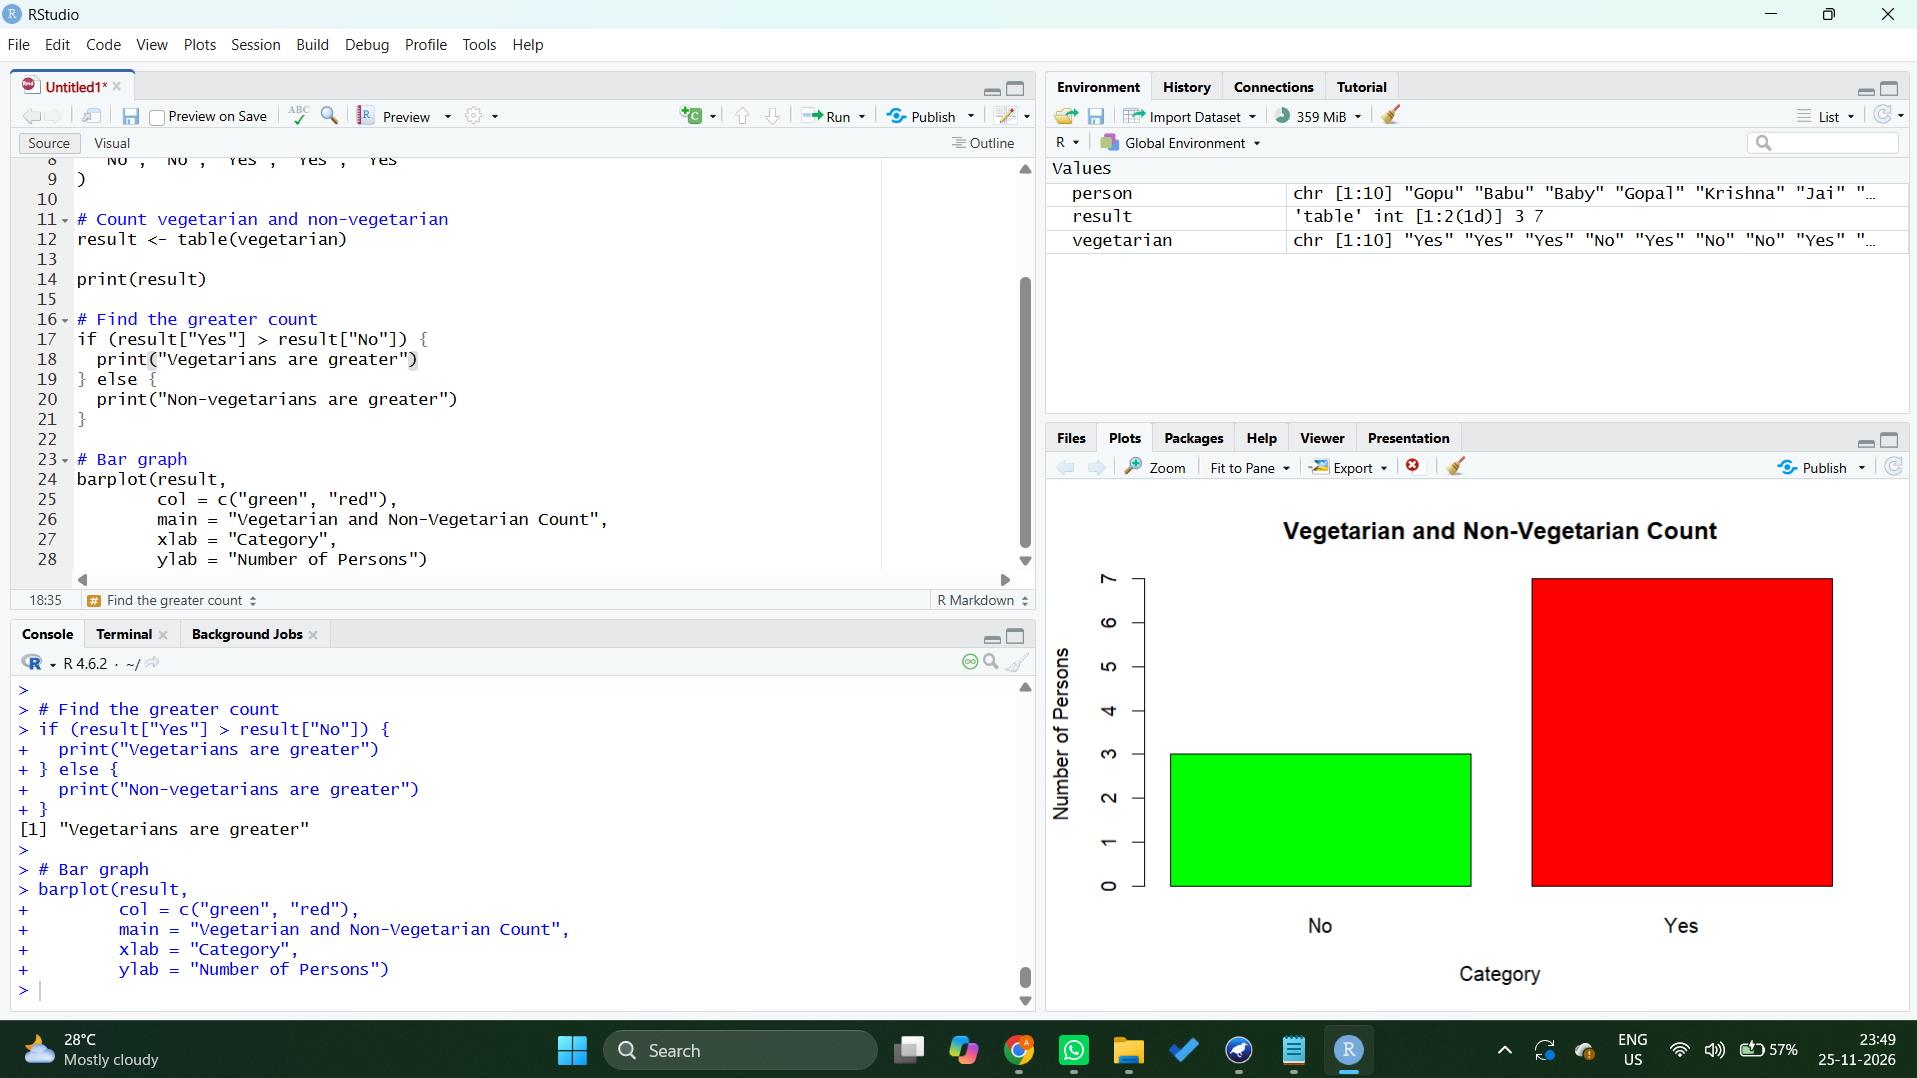 RStudio
File Edit Code View Plots Session Build Debug Profile Tools Help
Untitled1*
Preview on Save ABC Preview Run Publish
Source Visual Outline
8 "No", "No", "Yes", "Yes", "Yes"
9 )
10
11 # Count vegetarian and non-vegetarian
12 result <- table(vegetarian)
13
14 print(result)
15
16 # Find the greater count
17 if (result["Yes"] > result["No"]) {
18 print("Vegetarians are greater")
19 } else {
20 print("Non-vegetarians are greater")
21 }
22
23 # Bar graph
24 barplot(result,
25 col = c("green", "red"),
26 main = "Vegetarian and Non-Vegetarian Count",
27 xlab = "Category",
28 ylab = "Number of Persons")
18:35 # Find the greater count R Markdown
Console Terminal Background Jobs
R R 4.6.2 · ~/
>
> # Find the greater count
> if (result["Yes"] > result["No"]) {
+ print("Vegetarians are greater")
+ } else {
+ print("Non-vegetarians are greater")
+ }
[1] "Vegetarians are greater"
>
> # Bar graph
> barplot(result,
+ col = c("green", "red"),
+ main = "Vegetarian and Non-Vegetarian Count",
+ xlab = "Category",
+ ylab = "Number of Persons")
>
Environment History Connections Tutorial
Import Dataset 359 MiB List
R Global Environment
Values
person chr [1:10] "Gopu" "Babu" "Baby" "Gopal" "Krishna" "Jai" "…
result 'table' int [1:2(1d)] 3 7
vegetarian chr [1:10] "Yes" "Yes" "Yes" "No" "Yes" "No" "No" "Yes" "…
Files Plots Packages Help Viewer Presentation
Zoom Fit to Pane Export Publish
Vegetarian and Non-Vegetarian Count
Number of Persons
7
6
5
4
3
2
1
0
No Yes
Category
28°C
Mostly cloudy
Search
ENG
US
57%
23:49
25-11-2026